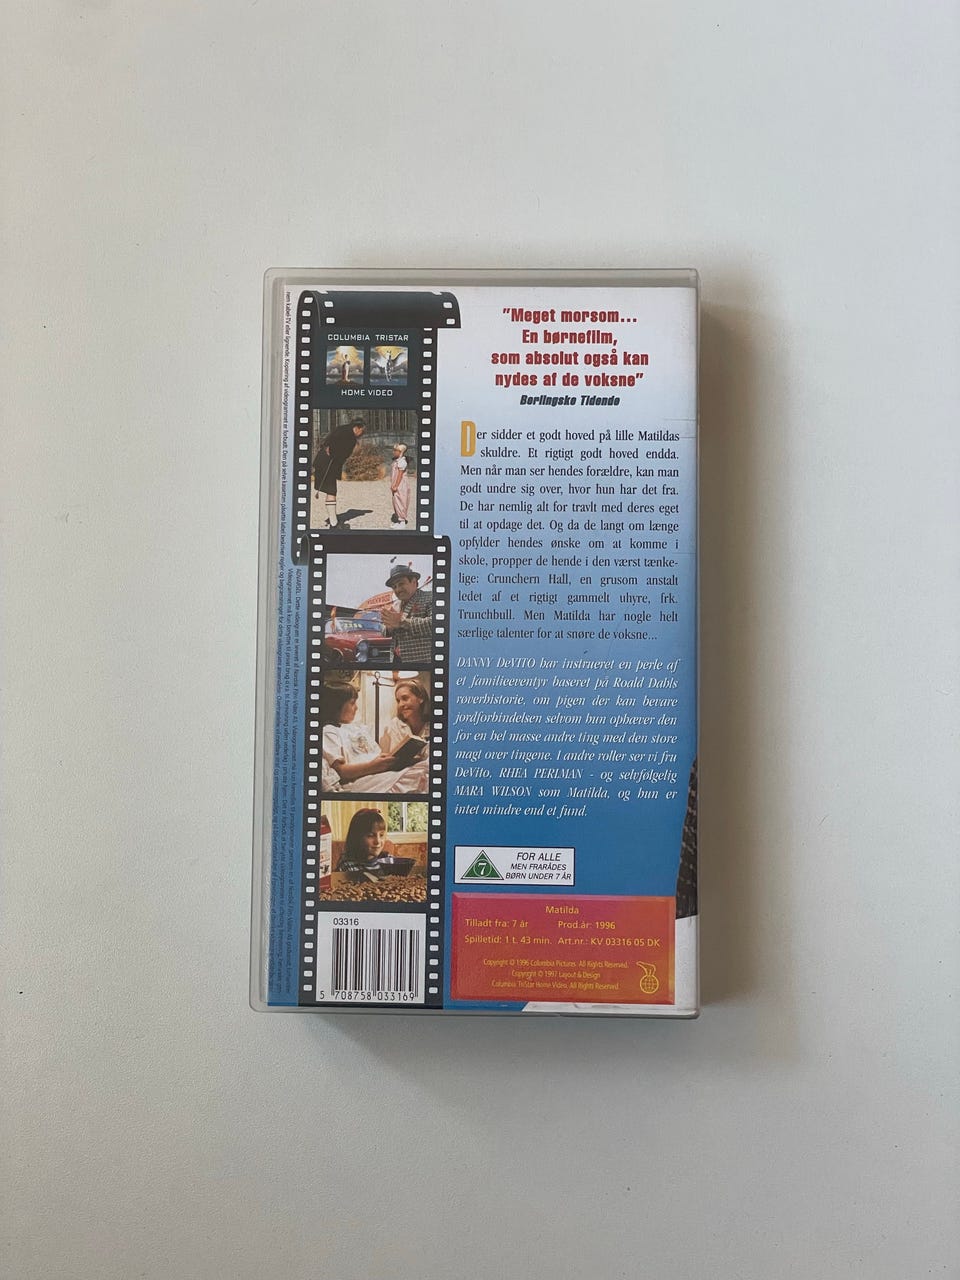 COLUMBIA TRISTAR
HOME VIDEO
"Meget morsom...
En børnefilm,
som absolut også kan
nydes af de voksne"
Berlingske Tidende
Der sidder et godt hoved på lille Matildas
skuldre. Et rigtigt godt hoved endda.
Men når man ser hendes forældre, kan man
godt undre sig over, hvor hun har det fra.
De har nemlig alt for travlt med deres eget
til at opdage det. Og da de langt om længe
opfylder hendes ønske om at komme i
skole, propper de hende i den værst tænke-
lige: Crunchern Hall, en grusom anstalt
ledet af et rigtigt gammelt uhyre, frk.
Trunchbull. Men Matilda har nogle helt
særlige talenter for at snøre de voksne...
DANNY DeVITO har instrueret en perle af
et familieeventyr baseret på Roald Dahls
røverhistorie, om pigen der kan bevare
jordforbindelsen selvom hun ophæver den
for en hel masse andre ting med den store
magt over tingene. I andre roller ser vi fru
DeVito, RHEA PERLMAN - og selvfølgelig
MARA WILSON som Matilda, og hun er
intet mindre end et fund.
7
FOR ALLE
MEN FRARÅDES
BØRN UNDER 7 ÅR
Matilda
Tilladt fra: 7 år Prod.år: 1996
Spilletid: 1 t. 43 min. Art.nr.: KV 03316 05 DK
Copyright © 1996 Columbia Pictures. All Rights Reserved.
Copyright © 1997 Layout & Design
Columbia TriStar Home Video. All Rights Reserved.
03316
5 708758 033169